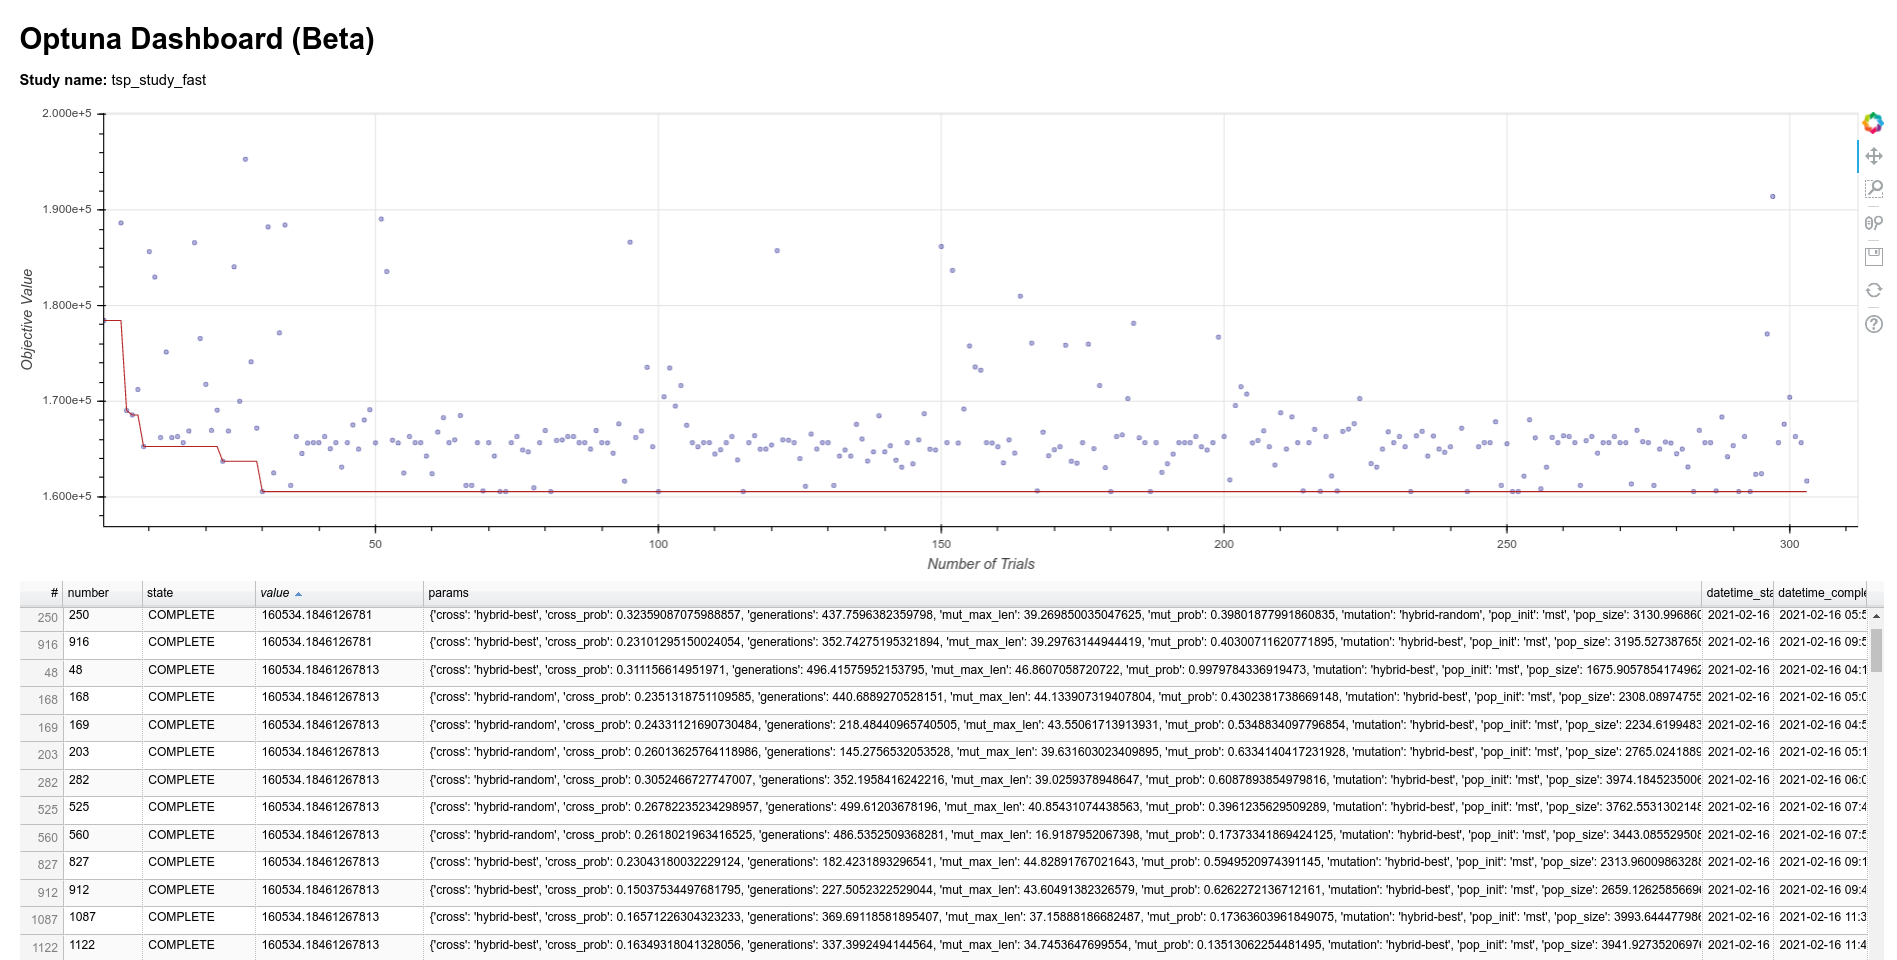 Optuna Dashboard (Beta)
Study name: tsp_study_fast
2.000e+5
1.900e+5
1.800e+5
1.700e+5
1.600e+5
Objective Value
50
100
150
200
250
300
Number of Trials
# number state value params datetime_sta datetime_comple
250 250 COMPLETE 160534.1846126781 {'cross': 'hybrid-best', 'cross_prob': 0.32359087075988857, 'generations': 437.7596382359798, 'mut_max_len': 39.269850035047625, 'mut_prob': 0.39801877991860835, 'mutation': 'hybrid-random', 'pop_init': 'mst', 'pop_size': 3130.996860 2021-02-16 2021-02-16 05:5
916 916 COMPLETE 160534.1846126781 {'cross': 'hybrid-best', 'cross_prob': 0.23101295150024054, 'generations': 352.74275195321894, 'mut_max_len': 39.29763144944419, 'mut_prob': 0.40300711620771895, 'mutation': 'hybrid-best', 'pop_init': 'mst', 'pop_size': 3195.527387658 2021-02-16 2021-02-16 09:5
48 48 COMPLETE 160534.18461267813 {'cross': 'hybrid-best', 'cross_prob': 0.311156614951971, 'generations': 496.41575952153795, 'mut_max_len': 46.8607058720722, 'mut_prob': 0.9979784336919473, 'mutation': 'hybrid-best', 'pop_init': 'mst', 'pop_size': 1675.9057854174962 2021-02-16 2021-02-16 04:1
168 168 COMPLETE 160534.18461267813 {'cross': 'hybrid-random', 'cross_prob': 0.2351318751109585, 'generations': 440.6889270528151, 'mut_max_len': 44.133907319407804, 'mut_prob': 0.4302381738669148, 'mutation': 'hybrid-best', 'pop_init': 'mst', 'pop_size': 2308.08974755 2021-02-16 2021-02-16 05:0
169 169 COMPLETE 160534.18461267813 {'cross': 'hybrid-random', 'cross_prob': 0.24331121690730484, 'generations': 218.48440965740505, 'mut_max_len': 43.55061713913931, 'mut_prob': 0.5348834097796854, 'mutation': 'hybrid-best', 'pop_init': 'mst', 'pop_size': 2234.6199483 2021-02-16 2021-02-16 04:5
203 203 COMPLETE 160534.18461267813 {'cross': 'hybrid-random', 'cross_prob': 0.26013625764118986, 'generations': 145.2756532053528, 'mut_max_len': 39.631603023409895, 'mut_prob': 0.6334140417231928, 'mutation': 'hybrid-best', 'pop_init': 'mst', 'pop_size': 2765.0241889 2021-02-16 2021-02-16 05:1
282 282 COMPLETE 160534.18461267813 {'cross': 'hybrid-random', 'cross_prob': 0.3052466727747007, 'generations': 352.1958416242216, 'mut_max_len': 39.0259378948647, 'mut_prob': 0.6087893854979816, 'mutation': 'hybrid-best', 'pop_init': 'mst', 'pop_size': 3974.1845235006 2021-02-16 2021-02-16 06:0
525 525 COMPLETE 160534.18461267813 {'cross': 'hybrid-random', 'cross_prob': 0.26782235234298957, 'generations': 499.61203678196, 'mut_max_len': 40.85431074438563, 'mut_prob': 0.3961235629509289, 'mutation': 'hybrid-best', 'pop_init': 'mst', 'pop_size': 3762.5531302148 2021-02-16 2021-02-16 07:4
560 560 COMPLETE 160534.18461267813 {'cross': 'hybrid-random', 'cross_prob': 0.2618021963416525, 'generations': 486.5352509368281, 'mut_max_len': 16.9187952067398, 'mut_prob': 0.17373341869424125, 'mutation': 'hybrid-best', 'pop_init': 'mst', 'pop_size': 3443.085529508 2021-02-16 2021-02-16 07:5
827 827 COMPLETE 160534.18461267813 {'cross': 'hybrid-best', 'cross_prob': 0.23043180032229124, 'generations': 182.4231893296541, 'mut_max_len': 44.82891767021643, 'mut_prob': 0.5949520974391145, 'mutation': 'hybrid-best', 'pop_init': 'mst', 'pop_size': 2313.96009863288 2021-02-16 2021-02-16 09:1
912 912 COMPLETE 160534.18461267813 {'cross': 'hybrid-best', 'cross_prob': 0.15037534497681795, 'generations': 227.5052322529044, 'mut_max_len': 43.60491382326579, 'mut_prob': 0.6262272136712161, 'mutation': 'hybrid-best', 'pop_init': 'mst', 'pop_size': 2659.1262585669 2021-02-16 2021-02-16 09:4
1087 1087 COMPLETE 160534.18461267813 {'cross': 'hybrid-best', 'cross_prob': 0.16571226304323233, 'generations': 369.69118581895407, 'mut_max_len': 37.15888186682487, 'mut_prob': 0.17363603961849075, 'mutation': 'hybrid-best', 'pop_init': 'mst', 'pop_size': 3993.644477986 2021-02-16 2021-02-16 11:3
1122 1122 COMPLETE 160534.18461267813 {'cross': 'hybrid-best', 'cross_prob': 0.16349318041328056, 'generations': 337.3992494144564, 'mut_max_len': 34.7453647699554, 'mut_prob': 0.13513062254481495, 'mutation': 'hybrid-best', 'pop_init': 'mst', 'pop_size': 3941.9273520697 2021-02-16 2021-02-16 11:4